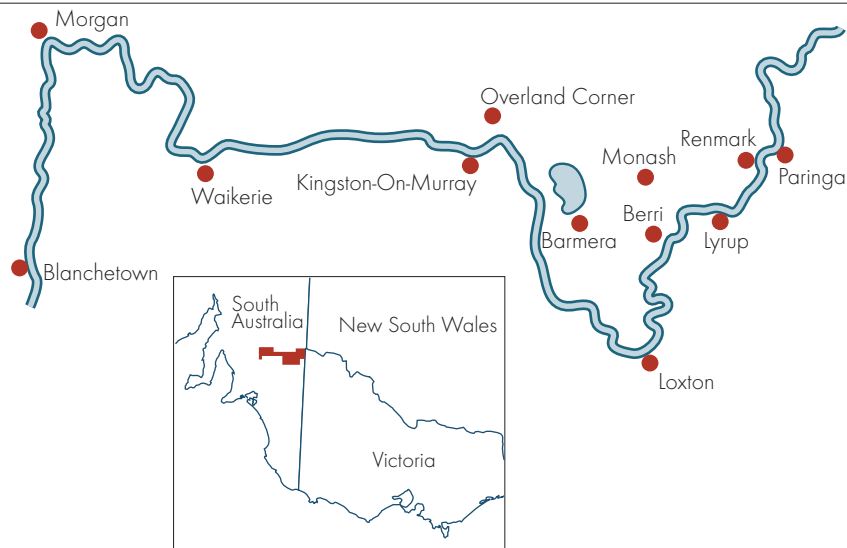 Morgan
Overland Corner
Renmark
Monash
Paringa
Kingston-On-Murray
Waikerie
Berri
Lyrup
Barmera
Blanchetown
South
Australia
New South Wales
Loxton
Victoria